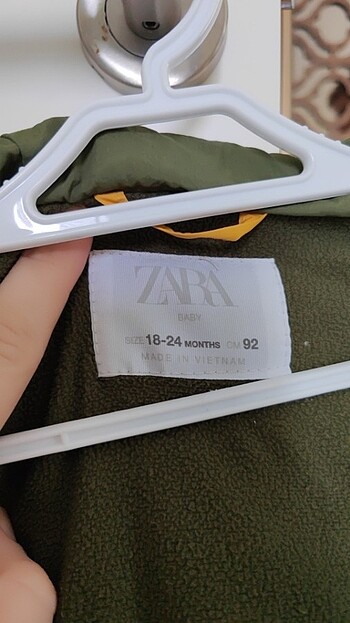 ZARA
BABY
SIZE 18-24 MONTHS CM 92
MADE IN VIETNAM